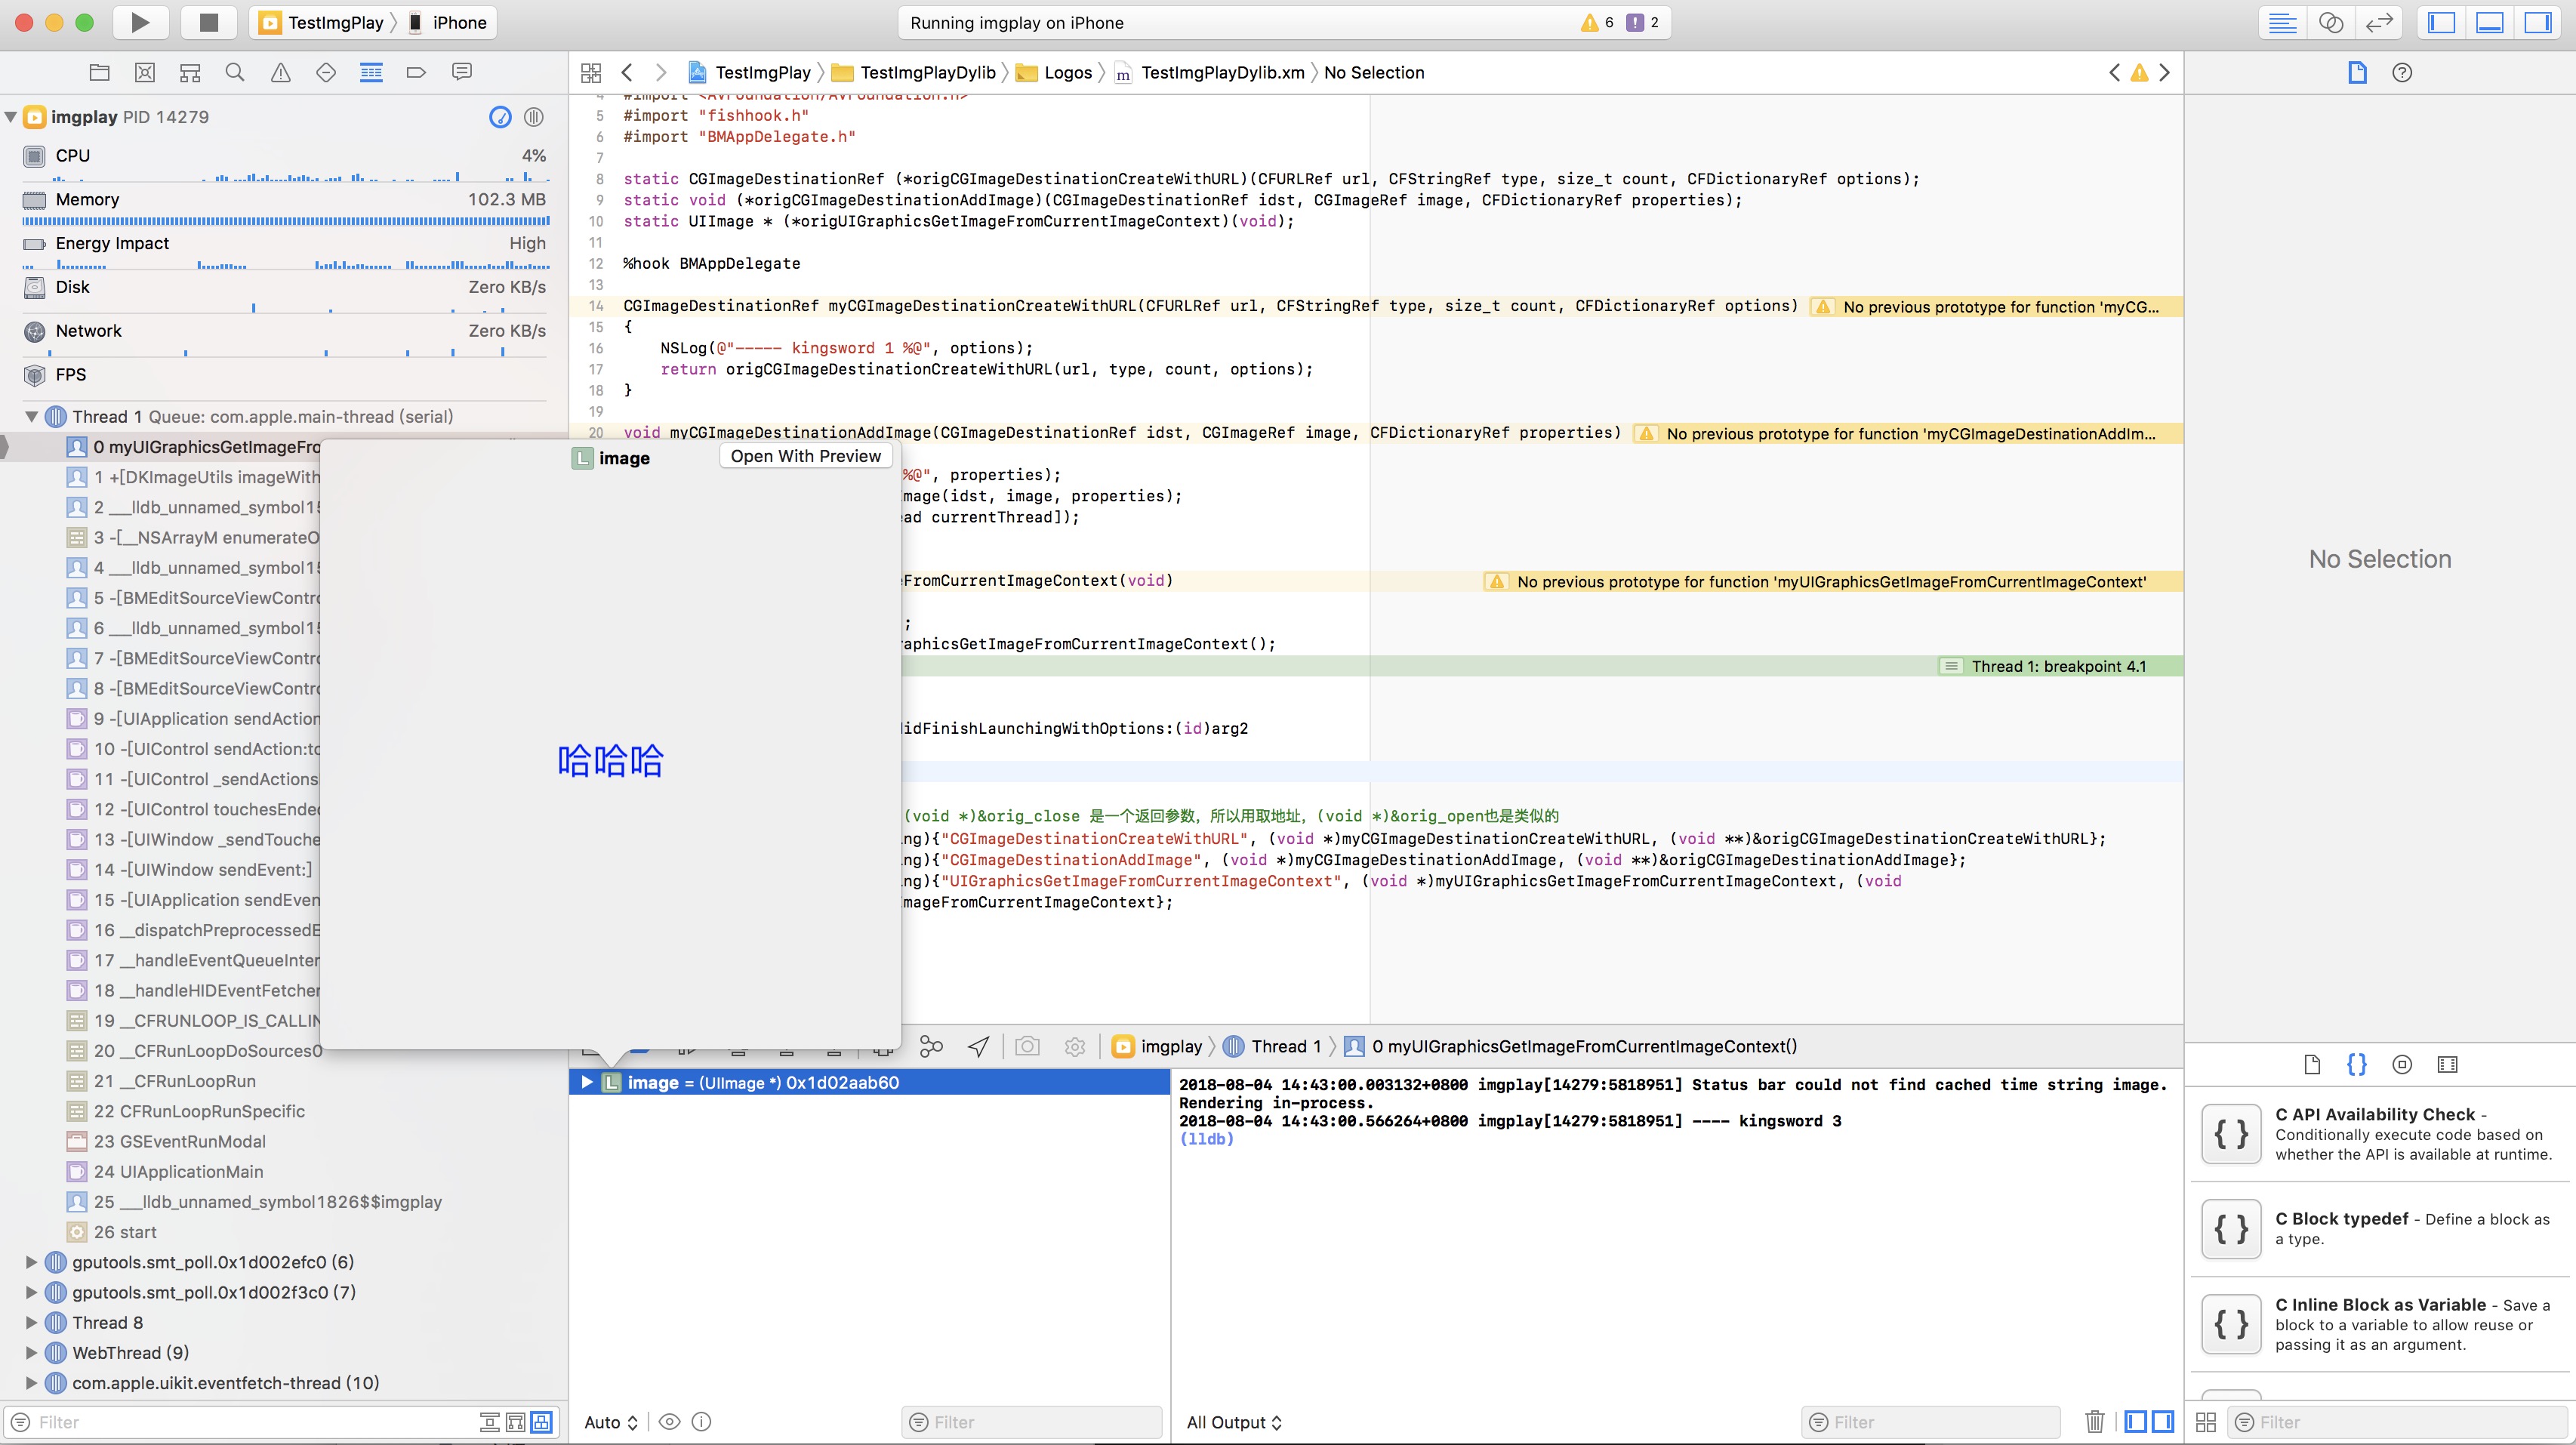 TestImgPlay iPhone
Running imgplay on iPhone
6 2
TestImgPlay TestImgPlayDylib Logos TestImgPlayDylib.xm No Selection
imgplay PID 14279
CPU 4%
Memory 102.3 MB
Energy Impact High
Disk Zero KB/s
Network Zero KB/s
FPS
Thread 1 Queue: com.apple.main-thread (serial)
0 myUIGraphicsGetImageFro
1 +[DKImageUtils imageWith
2 ___lldb_unnamed_symbol15
3 -[__NSArrayM enumerateO
4 ___lldb_unnamed_symbol15
5 -[BMEditSourceViewContro
6 ___lldb_unnamed_symbol15
7 -[BMEditSourceViewContro
8 -[BMEditSourceViewContro
9 -[UIApplication sendAction
10 -[UIControl sendAction:to
11 -[UIControl _sendActions
12 -[UIControl touchesEnded
13 -[UIWindow _sendTouche
14 -[UIWindow sendEvent:]
15 -[UIApplication sendEven
16 __dispatchPreprocessedE
17 __handleEventQueueInter
18 __handleHIDEventFetcher
19 __CFRUNLOOP_IS_CALLIN
20 __CFRunLoopDoSources0
21 __CFRunLoopRun
22 CFRunLoopRunSpecific
23 GSEventRunModal
24 UIApplicationMain
25 ___lldb_unnamed_symbol1826$$imgplay
26 start
gputools.smt_poll.0x1d002efc0 (6)
gputools.smt_poll.0x1d002f3c0 (7)
Thread 8
WebThread (9)
com.apple.uikit.eventfetch-thread (10)
Filter
4 #import <AVFoundation/AVFoundation.h>
5 #import "fishhook.h"
6 #import "BMAppDelegate.h"
7
8 static CGImageDestinationRef (*origCGImageDestinationCreateWithURL)(CFURLRef url, CFStringRef type, size_t count, CFDictionaryRef options);
9 static void (*origCGImageDestinationAddImage)(CGImageDestinationRef idst, CGImageRef image, CFDictionaryRef properties);
10 static UIImage * (*origUIGraphicsGetImageFromCurrentImageContext)(void);
11
12 %hook BMAppDelegate
13
14 CGImageDestinationRef myCGImageDestinationCreateWithURL(CFURLRef url, CFStringRef type, size_t count, CFDictionaryRef options) No previous prototype for function 'myCG...
15 {
16 NSLog(@"----- kingsword 1 %@", options);
17 return origCGImageDestinationCreateWithURL(url, type, count, options);
18 }
19
20 void myCGImageDestinationAddImage(CGImageDestinationRef idst, CGImageRef image, CFDictionaryRef properties) No previous prototype for function 'myCGImageDestinationAddIm...
%@", properties);
mage(idst, image, properties);
ad currentThread]);
FromCurrentImageContext(void) No previous prototype for function 'myUIGraphicsGetImageFromCurrentImageContext'
;
raphicsGetImageFromCurrentImageContext();
Thread 1: breakpoint 4.1
idFinishLaunchingWithOptions:(id)arg2
(void *)&orig_close 是一个返回参数，所以用取地址，(void *)&orig_open也是类似的
ng){"CGImageDestinationCreateWithURL", (void *)myCGImageDestinationCreateWithURL, (void **)&origCGImageDestinationCreateWithURL};
ng){"CGImageDestinationAddImage", (void *)myCGImageDestinationAddImage, (void **)&origCGImageDestinationAddImage};
ng){"UIGraphicsGetImageFromCurrentImageContext", (void *)myUIGraphicsGetImageFromCurrentImageContext, (void
mageFromCurrentImageContext};
L image Open With Preview
哈哈哈
imgplay Thread 1 0 myUIGraphicsGetImageFromCurrentImageContext()
L image = (UIImage *) 0x1d02aab60
Auto Filter
2018-08-04 14:43:00.003132+0800 imgplay[14279:5818951] Status bar could not find cached time string image.
Rendering in-process.
2018-08-04 14:43:00.566264+0800 imgplay[14279:5818951] ---- kingsword 3
(lldb)
All Output Filter
No Selection
{ } C API Availability Check -
Conditionally execute code based on
whether the API is available at runtime.
{ } C Block typedef - Define a block as
a type.
{ } C Inline Block as Variable - Save a
block to a variable to allow reuse or
passing it as an argument.
Filter